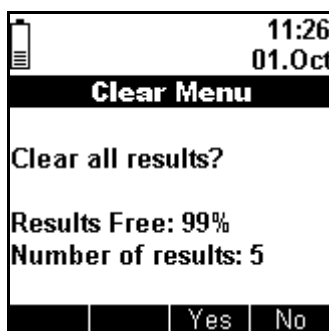 11:26
01.Oct
Clear Menu
Clear all results?
Results Free: 99%
Number of results: 5
Yes No